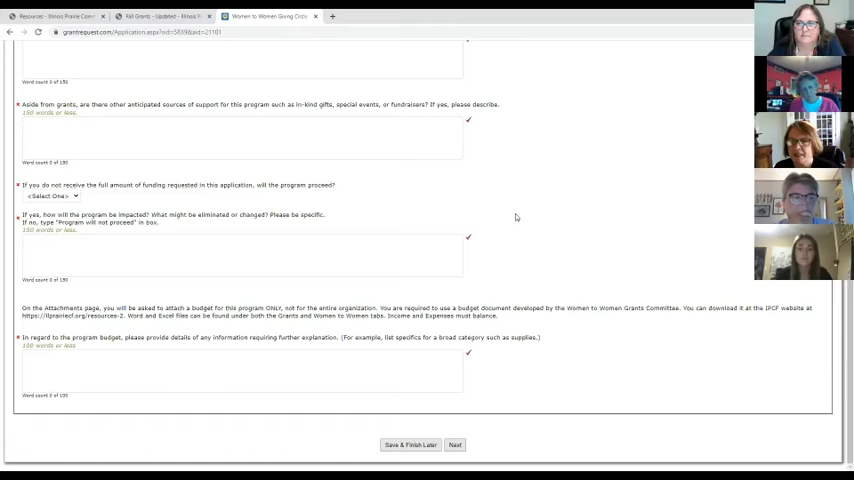 Resources - Illinois Prairie Comm
Fall Grants - Updated - Illinois P
Women to Women Giving Circle
grantrequest.com/Application.aspx?eid=5839&aid=21101
Word count 0 of 150
Aside from grants, are there other anticipated sources of support for this program such as in-kind gifts, special events, or fundraisers? If yes, please describe.
150 words or less.
Word count 0 of 150
If you do not receive the full amount of funding requested in this application, will the program proceed?
<Select One>
If yes, how will the program be impacted? What might be eliminated or changed? Please be specific.
If no, type "Program will not proceed" in box.
150 words or less.
Word count 0 of 150
On the Attachments page, you will be asked to attach a budget for this program ONLY, not for the entire organization. You are required to use a budget document developed by the Women to Women Grants Committee. You can download it at the IPCF website at
https://ilprairiecf.org/resources-2. Word and Excel files can be found under both the Grants and Women to Women tabs. Income and Expenses must balance.
In regard to the program budget, please provide details of any information requiring further explanation. (For example, list specifics for a broad category such as supplies.)
100 words or less
Word count 0 of
Save & Finish Later
Next